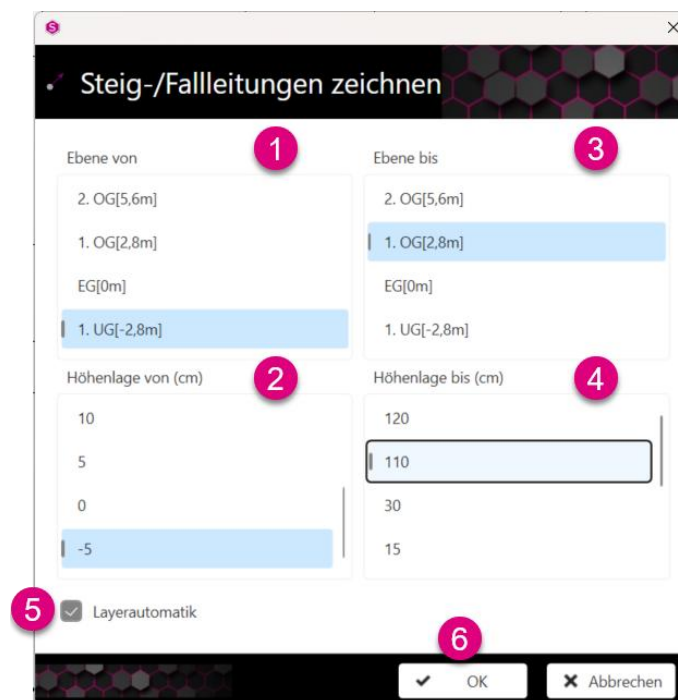 S
Steig-/Fallleitungen zeichnen
1
3
Ebene von
Ebene bis
2. OG[5,6m]
2. OG[5,6m]
1. OG[2,8m]
1. OG[2,8m]
EG[0m]
EG[0m]
1. UG[-2,8m]
1. UG[-2,8m]
2
4
Höhenlage von (cm)
Höhenlage bis (cm)
10
120
5
110
0
30
-5
15
5
Layerautomatik
6
OK
Abbrechen